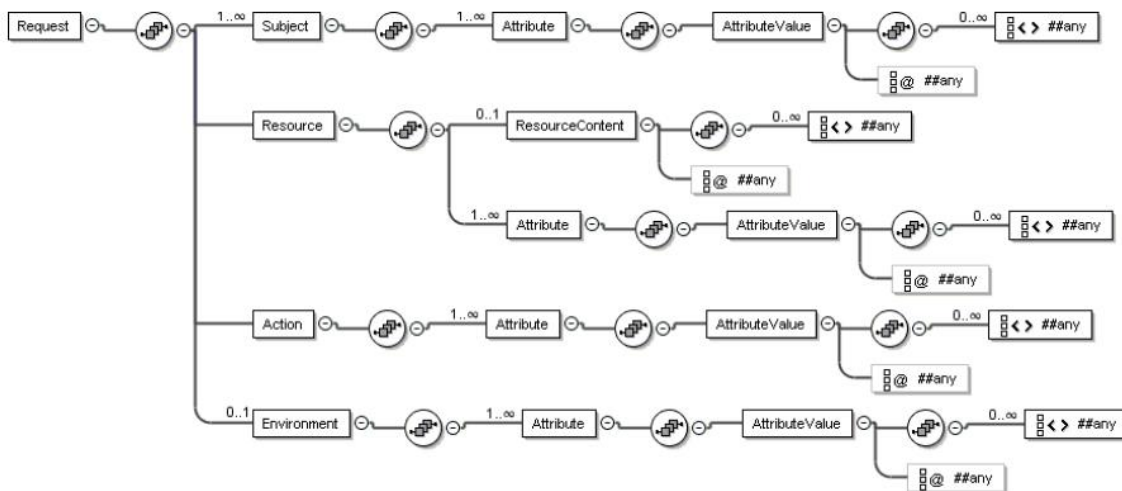 1..∞ 1..∞ 0..∞
Request Subject Attribute AttributeValue ##any
@ ##any
0..1 0..∞
Resource ResourceContent ##any
@ ##any
1..∞ 0..∞
Attribute AttributeValue ##any
@ ##any
1..∞ 0..∞
Action Attribute AttributeValue ##any
@ ##any
0..1 1..∞ 0..∞
Environment Attribute AttributeValue ##any
@ ##any